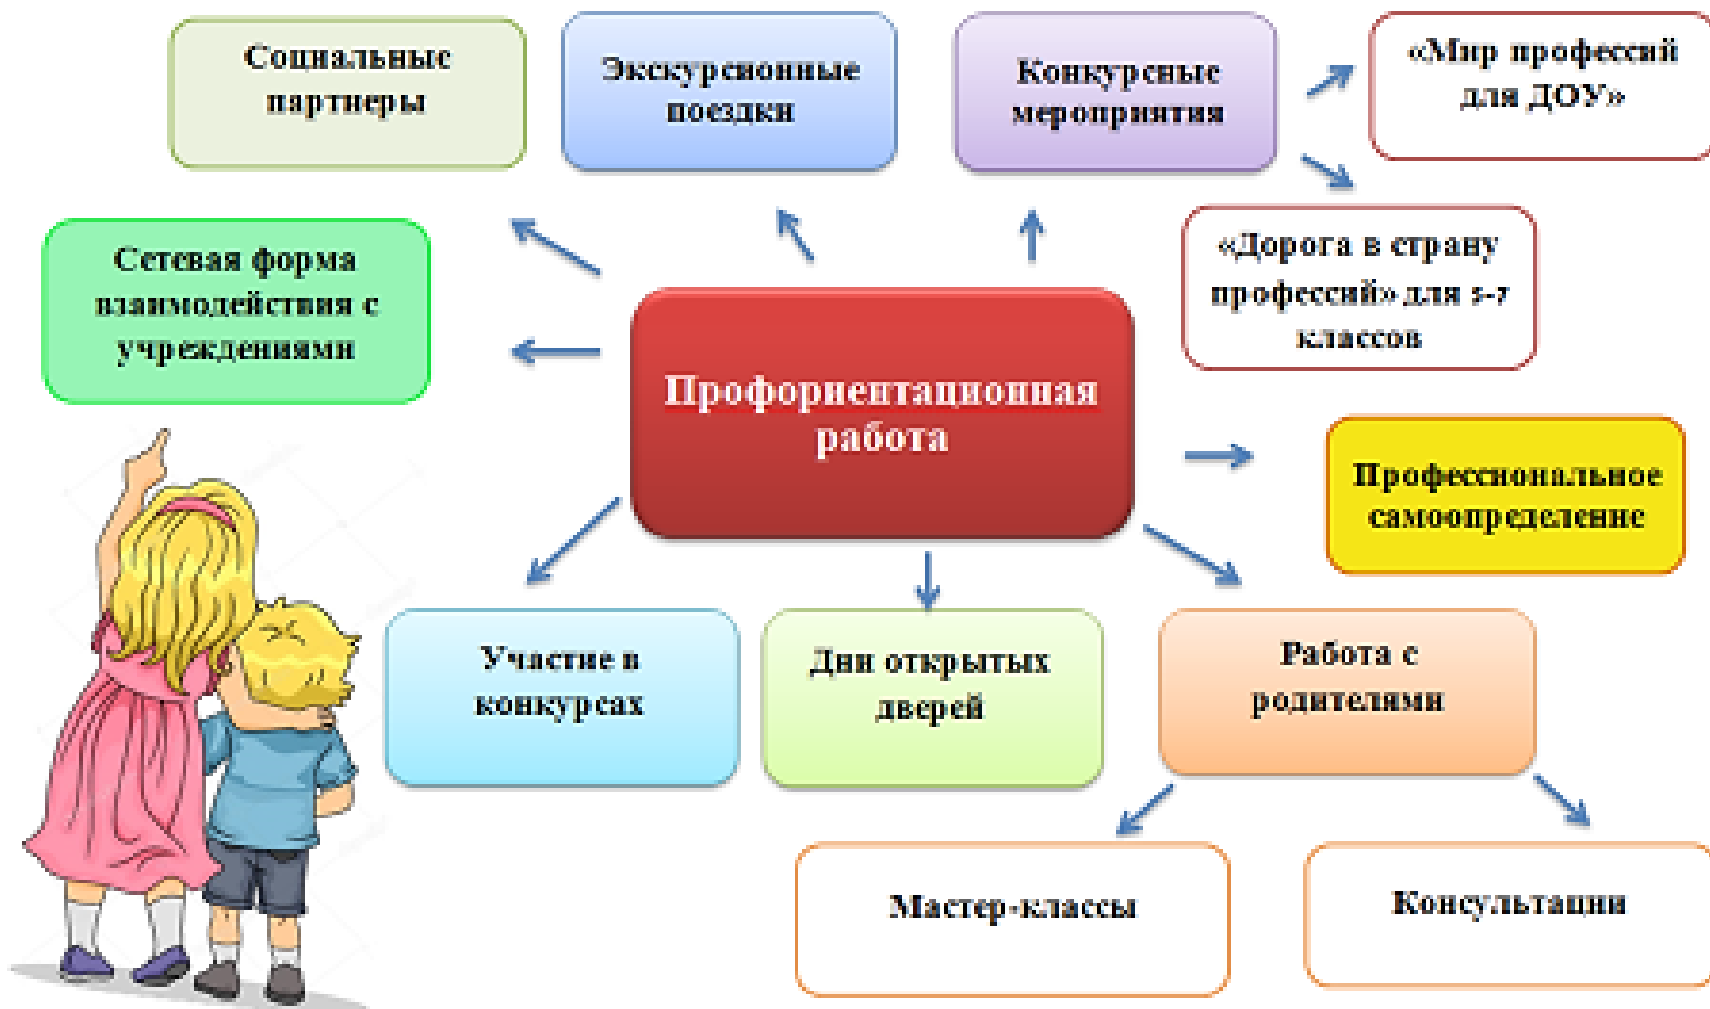 Социальные
партнеры
Экскурсионные
поездки
Конкурсные
мероприятия
«Мир профессий
для ДОУ»
Сетевая форма
взаимодействия с
учреждениями
«Дорога в страну
профессий» для 5-7
классов
Профориентационная
работа
Профессиональное
самоопределение
Участие в
конкурсах
Дни открытых
дверей
Работа с
родителями
Мастер-классы
Консультации